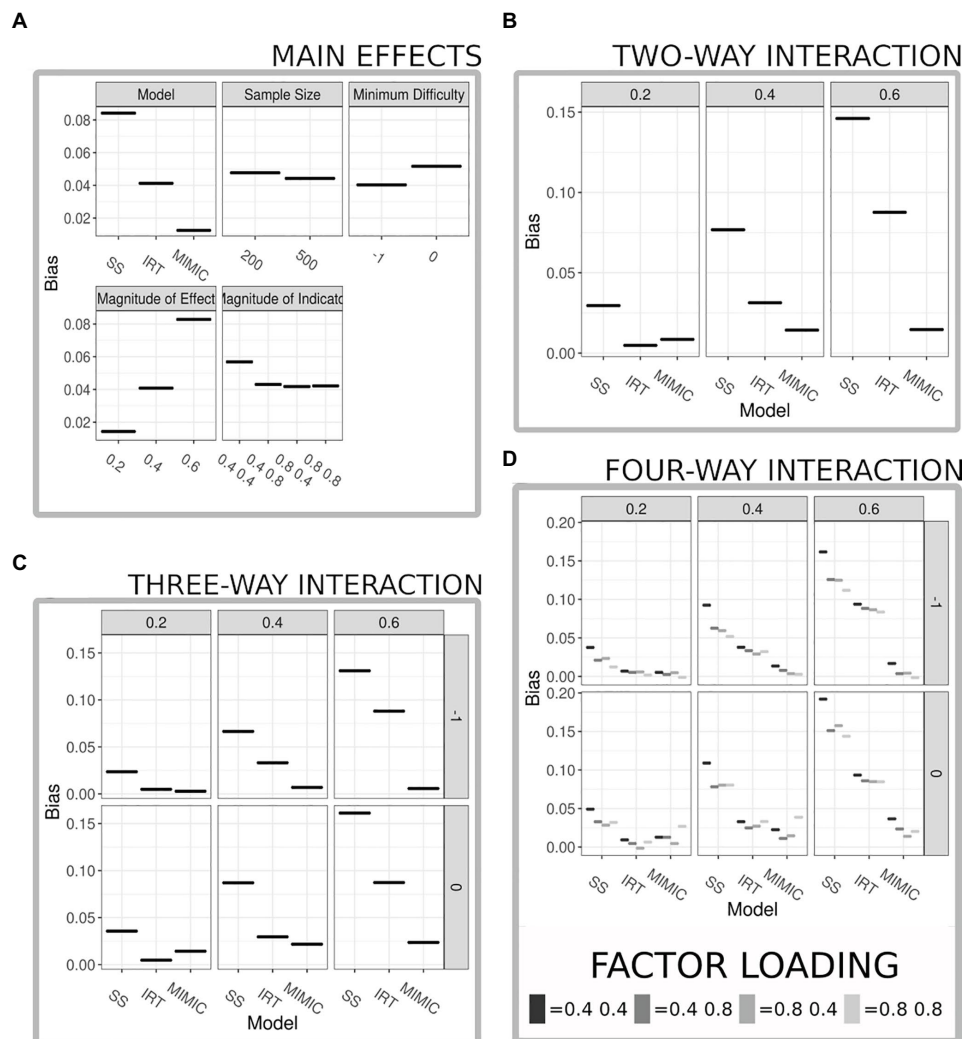 A
MAIN EFFECTS
Model
Sample Size
Minimum Difficulty
0.08
0.06
0.04
0.02
SS
IRT
MIMIC
200
500
-1
0
Bias
Magnitude of Effect
Magnitude of Indicato
0.08
0.06
0.04
0.02
0.2
0.4
0.6
0.4 0.4
0.4 0.8
0.8 0.4
0.8 0.8
B
TWO-WAY INTERACTION
0.2
0.4
0.6
0.15
0.10
0.05
0.00
Bias
SS
IRT
MIMIC
SS
IRT
MIMIC
SS
IRT
MIMIC
Model
C
THREE-WAY INTERACTION
0.2
0.4
0.6
0.15
0.10
0.05
0.00
-1
Bias
0.15
0.10
0.05
0.00
0
SS
IRT
MIMIC
SS
IRT
MIMIC
SS
IRT
MIMIC
Model
D
FOUR-WAY INTERACTION
0.2
0.4
0.6
0.20
0.15
0.10
0.05
0.00
-1
Bias
0.20
0.15
0.10
0.05
0.00
0
SS
IRT
MIMIC
SS
IRT
MIMIC
SS
IRT
MIMIC
Model
FACTOR LOADING
=0.4 0.4
=0.4 0.8
=0.8 0.4
=0.8 0.8